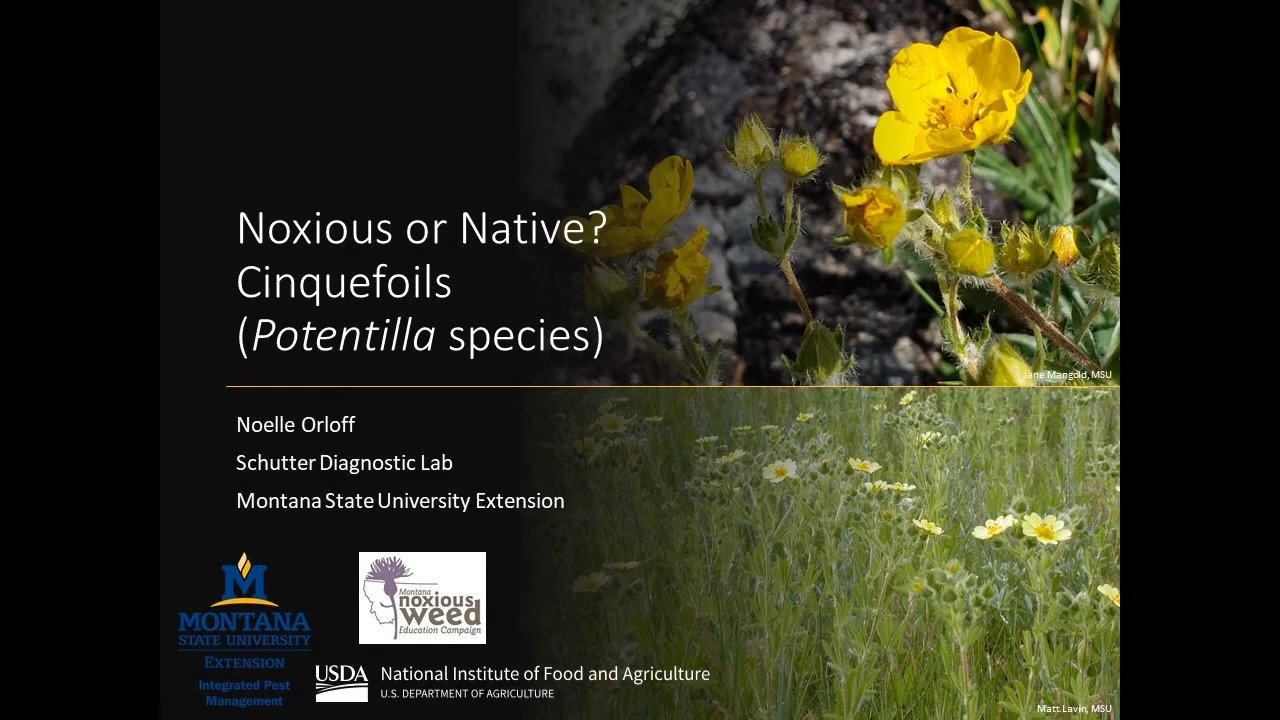 Noxious or Native?
Cinquefoils
(Potentilla species)
Jane Mangold, MSU
Noelle Orloff
Schutter Diagnostic Lab
Montana State University Extension
M
MONTANA
STATE UNIVERSITY
EXTENSION
Integrated Pest
Management
Montana
noxious
weed
Education Campaign
USDA
National Institute of Food and Agriculture
U.S. DEPARTMENT OF AGRICULTURE
Matt Lavin, MSU